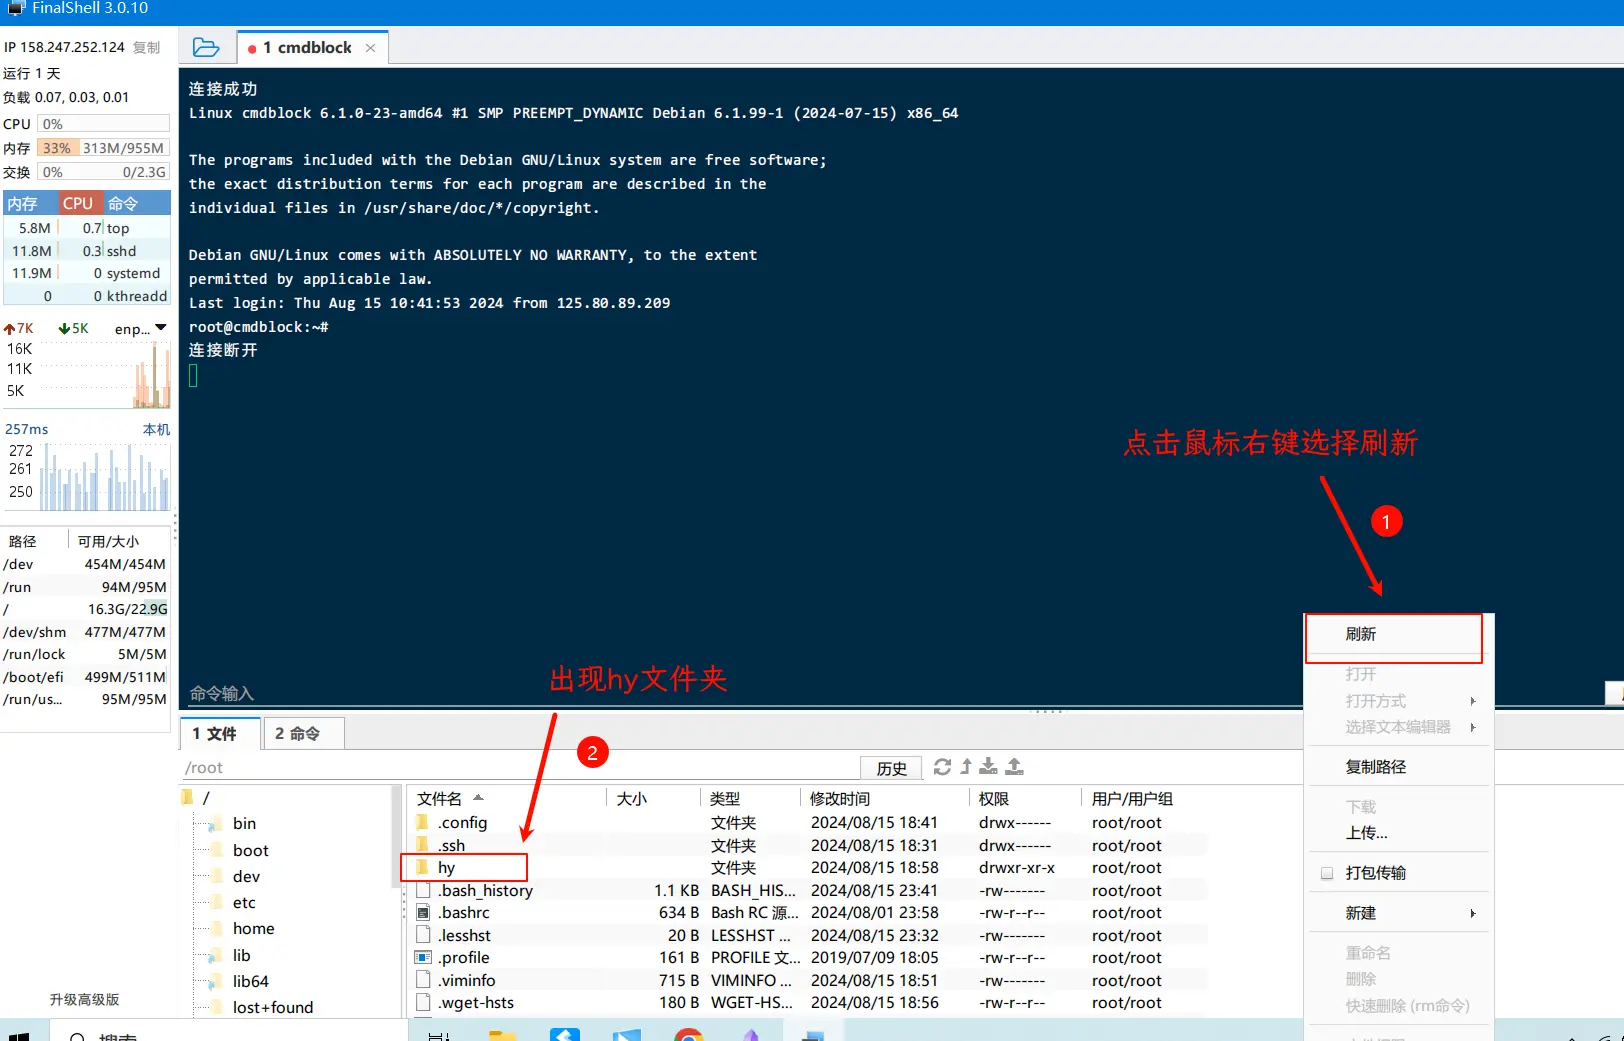 FinalShell 3.0.10
IP 158.247.252.124 复制
运行 1 天
负载 0.07, 0.03, 0.01
CPU 0%
内存 33% 313M/955M
交换 0% 0/2.3G
内存 CPU 命令
5.8M 0.7 top
11.8M 0.3 sshd
11.9M 0 systemd
0 0 kthreadd
7K 5K enp...
16K
11K
5K
257ms 本机
272
261
250
路径 可用/大小
/dev 454M/454M
/run 94M/95M
/ 16.3G/22.9G
/dev/shm 477M/477M
/run/lock 5M/5M
/boot/efi 499M/511M
/run/us... 95M/95M
升级高级版
1 cmdblock
连接成功
Linux cmdblock 6.1.0-23-amd64 #1 SMP PREEMPT_DYNAMIC Debian 6.1.99-1 (2024-07-15) x86_64
The programs included with the Debian GNU/Linux system are free software;
the exact distribution terms for each program are described in the
individual files in /usr/share/doc/*/copyright.
Debian GNU/Linux comes with ABSOLUTELY NO WARRANTY, to the extent
permitted by applicable law.
Last login: Thu Aug 15 10:41:53 2024 from 125.80.89.209
root@cmdblock:~#
连接断开
点击鼠标右键选择刷新
1
出现hy文件夹
2
命令输入
1 文件 2 命令
/root 历史
/
bin
boot
dev
etc
home
lib
lib64
lost+found
文件名 大小 类型 修改时间 权限 用户/用户组
.config 文件夹 2024/08/15 18:41 drwx------ root/root
.ssh 文件夹 2024/08/15 18:31 drwx------ root/root
hy 文件夹 2024/08/15 18:58 drwxr-xr-x root/root
.bash_history 1.1 KB BASH_HIS... 2024/08/15 23:41 -rw------- root/root
.bashrc 634 B Bash RC 源... 2024/08/01 23:58 -rw-r--r-- root/root
.lesshst 20 B LESSHST ... 2024/08/15 23:32 -rw------- root/root
.profile 161 B PROFILE 文... 2019/07/09 18:05 -rw-r--r-- root/root
.viminfo 715 B VIMINFO ... 2024/08/15 18:51 -rw------- root/root
.wget-hsts 180 B WGET-HS... 2024/08/15 18:56 -rw-r--r-- root/root
刷新
打开
打开方式
选择文本编辑器
复制路径
下载
上传...
打包传输
新建
重命名
删除
快速删除 (rm命令)
搜索